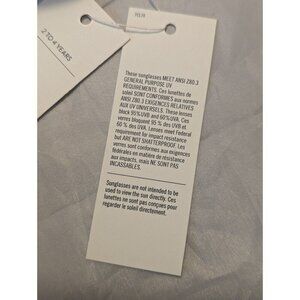 2 TO 4 YEARS
These sunglasses MEET ANSI Z80.3
GENERAL PURPOSE UV
REQUIREMENTS. Ces lunettes de
soleil SONT CONFORMES aux normes
ANSI Z80.3 EXIGENCES RELATIVES
AUX UV UNIVERSELS. These lenses
block 95%UVB and 60%UVA. Ces
verres bloquent 95 % des UVB et
60 % des UVA. Lenses meet Federal
requirement for impact resistance
but ARE NOT SHATTERPROOF. Les
verres sont conformes aux exigences
fédérales en matière de résistance
aux impacts, mais NE SONT PAS
INCASSABLES.
Sunglasses are not intended to be
used to view the sun directly. Ces
lunettes ne sont pas conçues pour
regarder le soleil directement.